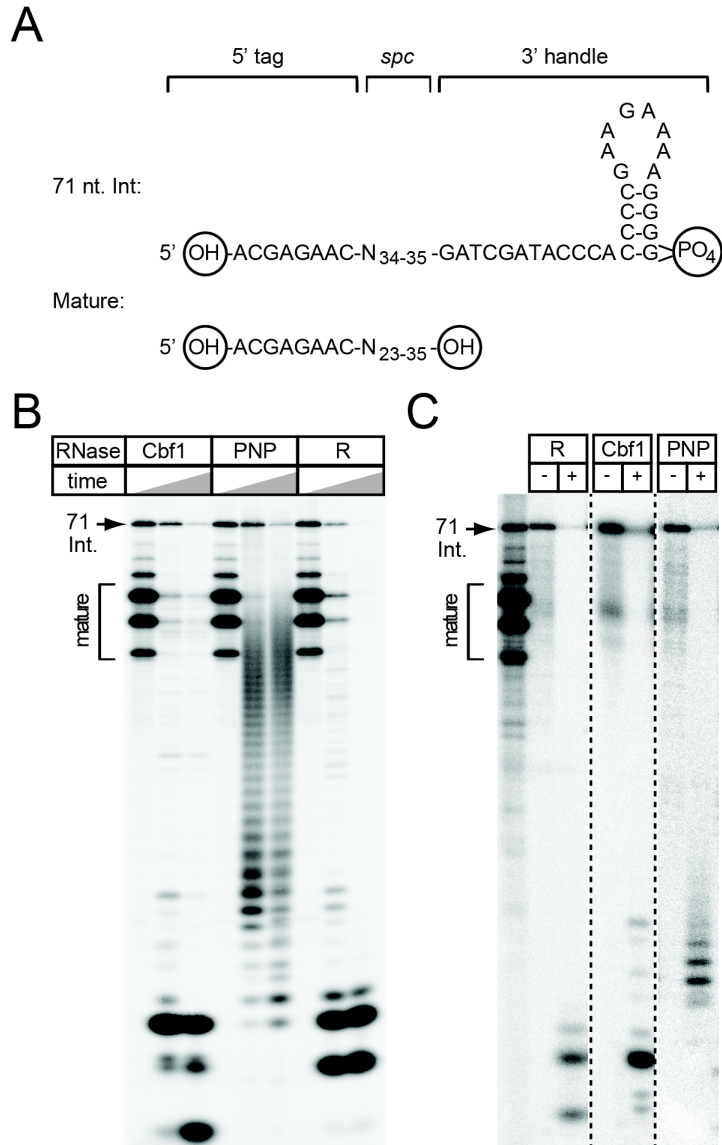 A
5' tag spc 3' handle
G A
A A
A A
G A
C-G
C-G
C-G
71 nt. Int:
5' OH-ACGAGAAC-N34-35-GATCGATACCCAC-G>PO4
Mature:
5' OH-ACGAGAAC-N23-35-OH
B
RNase Cbf1 PNP R
time
71
Int.
mature
C
R Cbf1 PNP
- + - + - +
71
Int.
mature